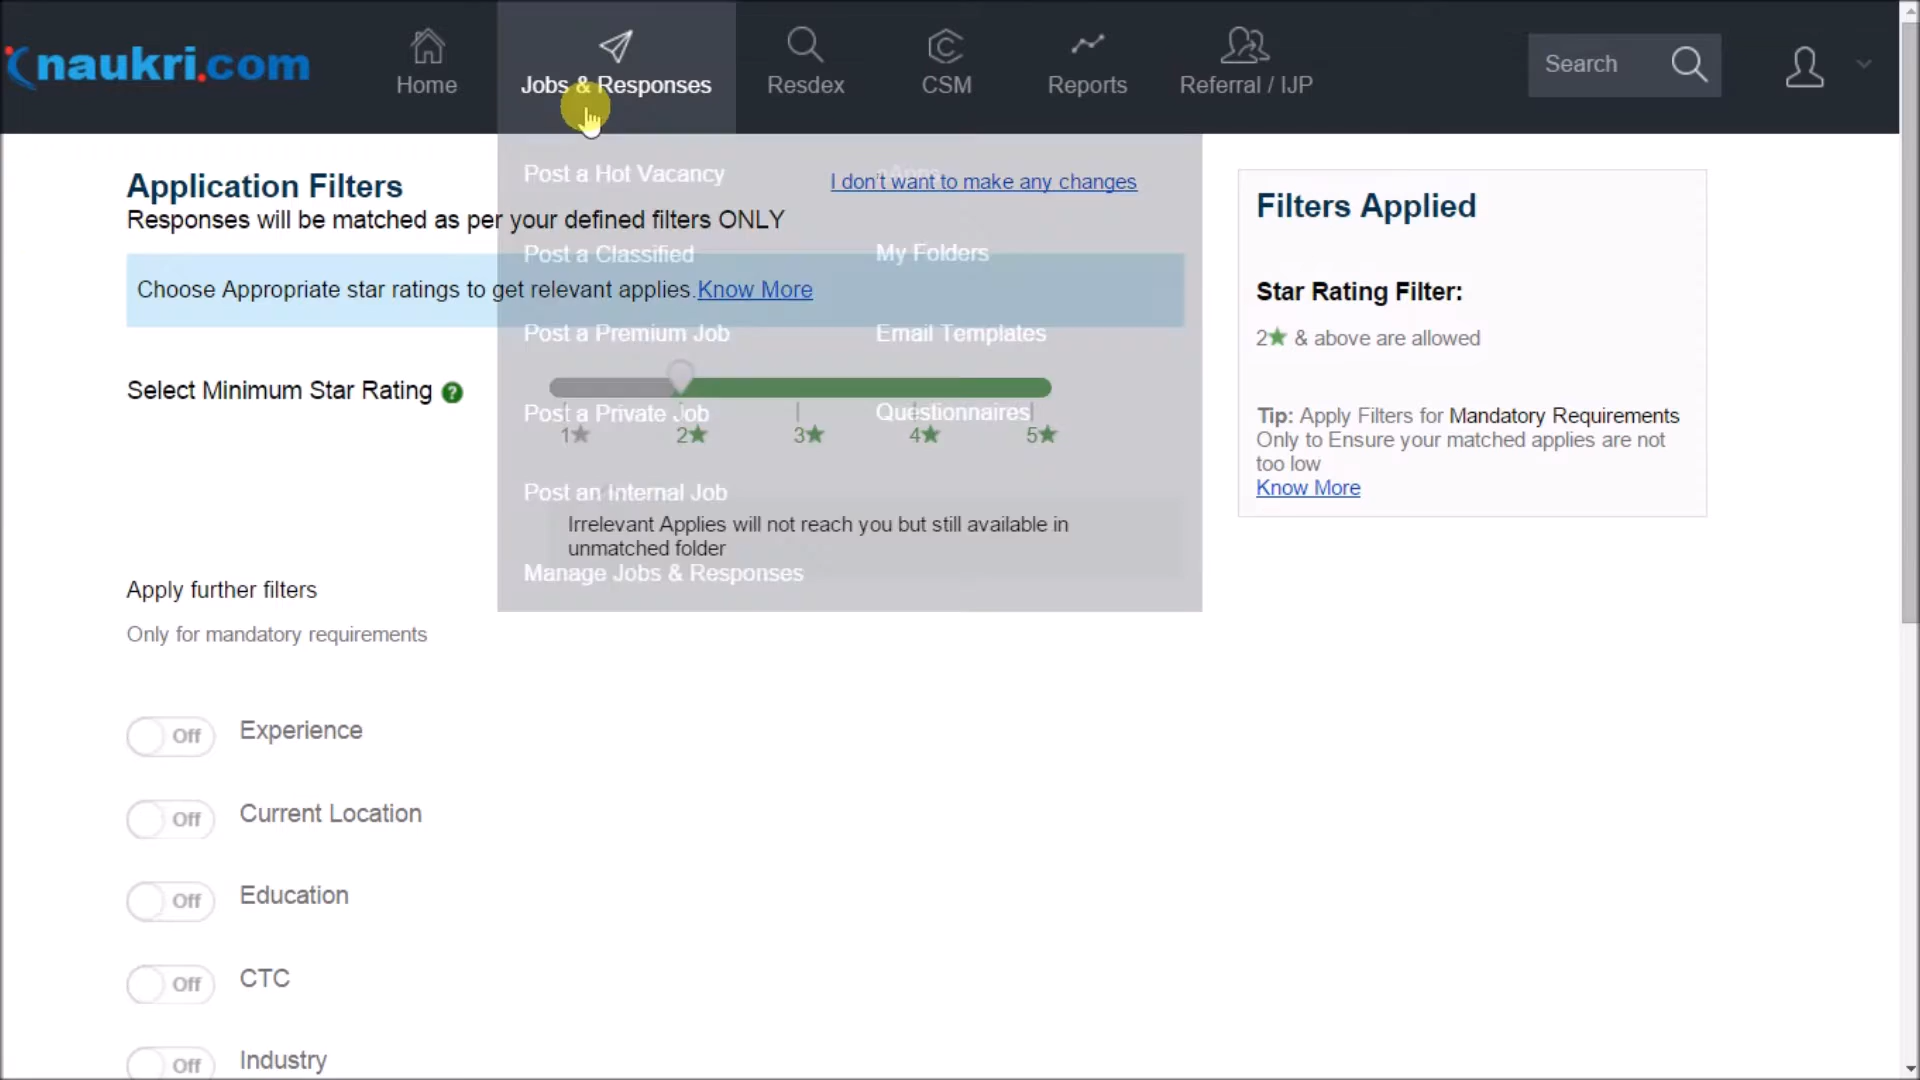 naukri.com
Home
Jobs & Responses
Resdex
CSM
Reports
Referral / IJP
Search
Post a Hot Vacancy
Post a Classified
Post a Premium Job
Post a Private Job
Post an Internal Job
Manage Jobs & Responses
My Folders
Email Templates
Questionnaires
Application Filters
I don't want to make any changes
Responses will be matched as per your defined filters ONLY
Choose Appropriate star ratings to get relevant applies.Know More
Select Minimum Star Rating ?
1★ 2★ 3★ 4★ 5★
Irrelevant Applies will not reach you but still available in
unmatched folder
Apply further filters
Only for mandatory requirements
Off Experience
Off Current Location
Off Education
Off CTC
Off Industry
Filters Applied
Star Rating Filter:
2★ & above are allowed
Tip: Apply Filters for Mandatory Requirements
Only to Ensure your matched applies are not
too low
Know More